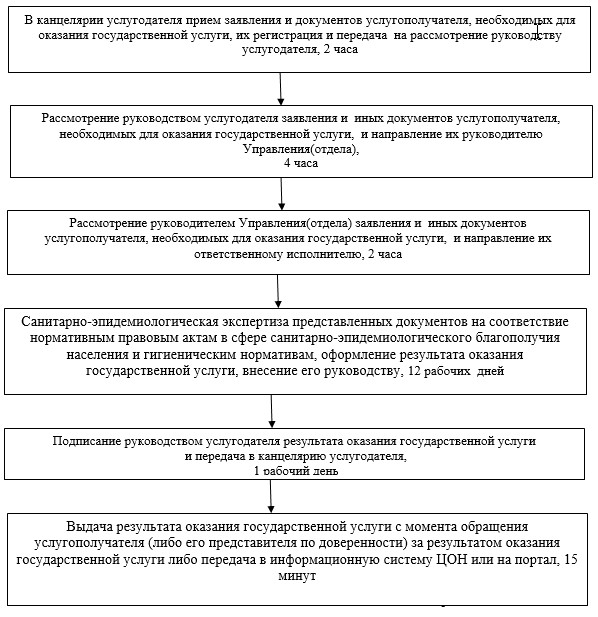 В канцелярии услугодателя прием заявления и документов услугополучателя, необходимых для
оказания государственной услуги, их регистрация и передача на рассмотрение руководству
услугодателя, 2 часа
Рассмотрение руководством услугодателя заявления и иных документов услугополучателя,
необходимых для оказания государственной услуги, и направление их руководителю
Управления(отдела),
4 часа
Рассмотрение руководителем Управления(отдела) заявления и иных документов
услугополучателя, необходимых для оказания государственной услуги, и направление их
ответственному исполнителю, 2 часа
Санитарно-эпидемиологическая экспертиза представленных документов на соответствие
нормативным правовым актам в сфере санитарно-эпидемиологического благополучия
населения и гигиеническим нормативам, оформление результата оказания
государственной услуги, внесение его руководству, 12 рабочих дней
Подписание руководством услугодателя результата оказания государственной услуги
и передача в канцелярию услугодателя,
1 рабочий день
Выдача результата оказания государственной услуги с момента обращения
услугополучателя (либо его представителя по доверенности) за результатом оказания
государственной услуги либо передача в информационную систему ЦОН или на портал, 15
минут